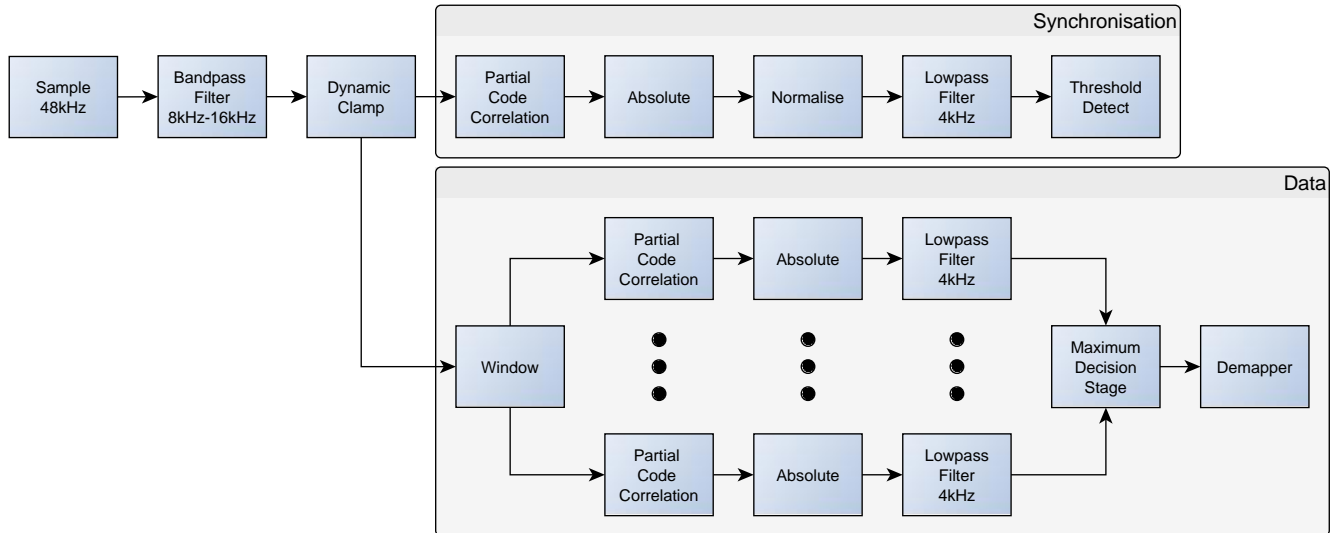 Synchronisation
Sample
48kHz
Bandpass
Filter
8kHz-16kHz
Dynamic
Clamp
Partial
Code
Correlation
Absolute
Normalise
Lowpass
Filter
4kHz
Threshold
Detect
Data
Partial
Code
Correlation
Absolute
Lowpass
Filter
4kHz
Window
Maximum
Decision
Stage
Demapper
Partial
Code
Correlation
Absolute
Lowpass
Filter
4kHz